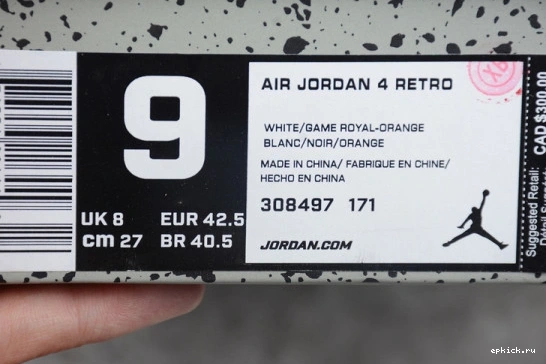 9
UK 8 EUR 42.5
cm 27 BR 40.5
AIR JORDAN 4 RETRO
WHITE/GAME ROYAL-ORANGE
BLANC/NOIR/ORANGE
MADE IN CHINA/ FABRIQUE EN CHINE/
HECHO EN CHINA
308497 171
JORDAN.COM
Suggested Retail:
CAD $300.00
epkick.ru